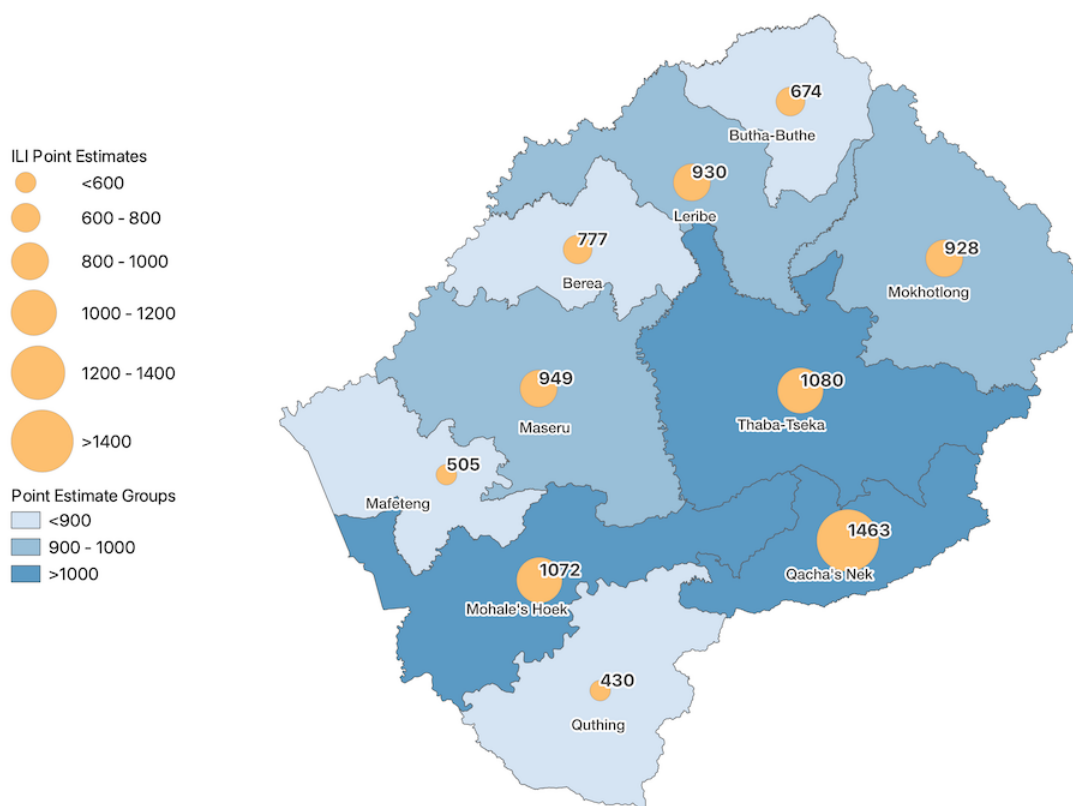 ILI Point Estimates
<600
600 - 800
800 - 1000
1000 - 1200
1200 - 1400
>1400
Point Estimate Groups
<900
900 - 1000
>1000
674
Butha-Buthe
930
Leribe
777
Berea
928
Mokhotlong
949
Maseru
1080
Thaba-Tseka
505
Mafeteng
1463
Qacha's Nek
1072
Mohale's Hoek
430
Quthing